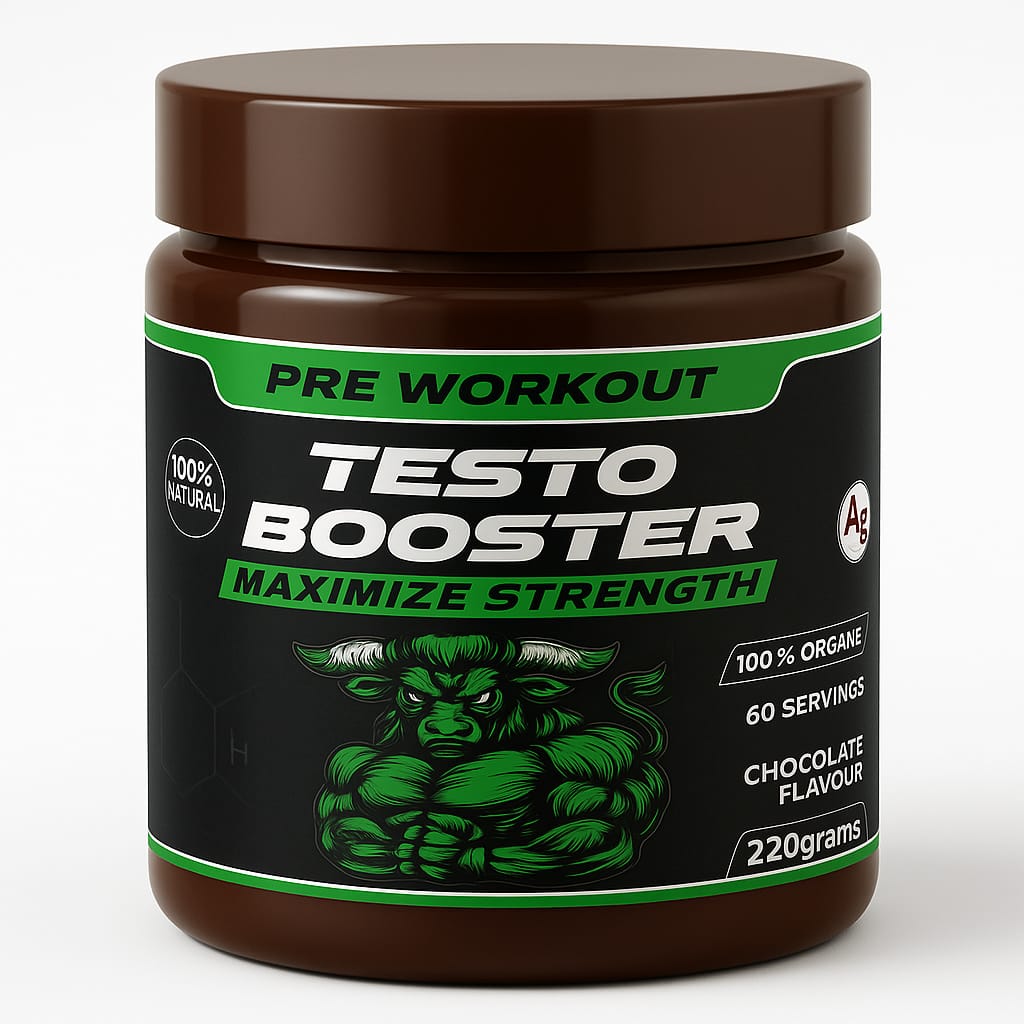 PRE WORKOUT
100%
NATURAL
TESTO
BOOSTER
MAXIMIZE STRENGTH
Ag
100 % ORGANE
60 SERVINGS
CHOCOLATE
FLAVOUR
220grams
H